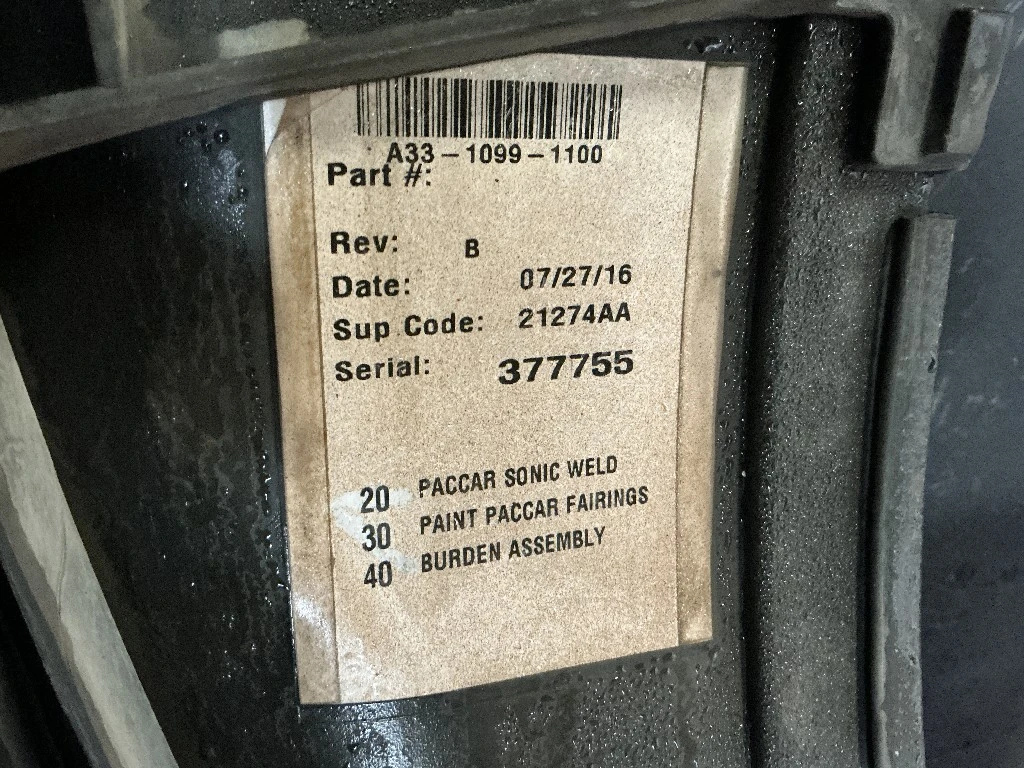 A33-1099-1100
Part #:
Rev: B
Date: 07/27/16
Sup Code: 21274AA
Serial: 377755
20 PACCAR SONIC WELD
30 PAINT PACCAR FAIRINGS
40 BURDEN ASSEMBLY